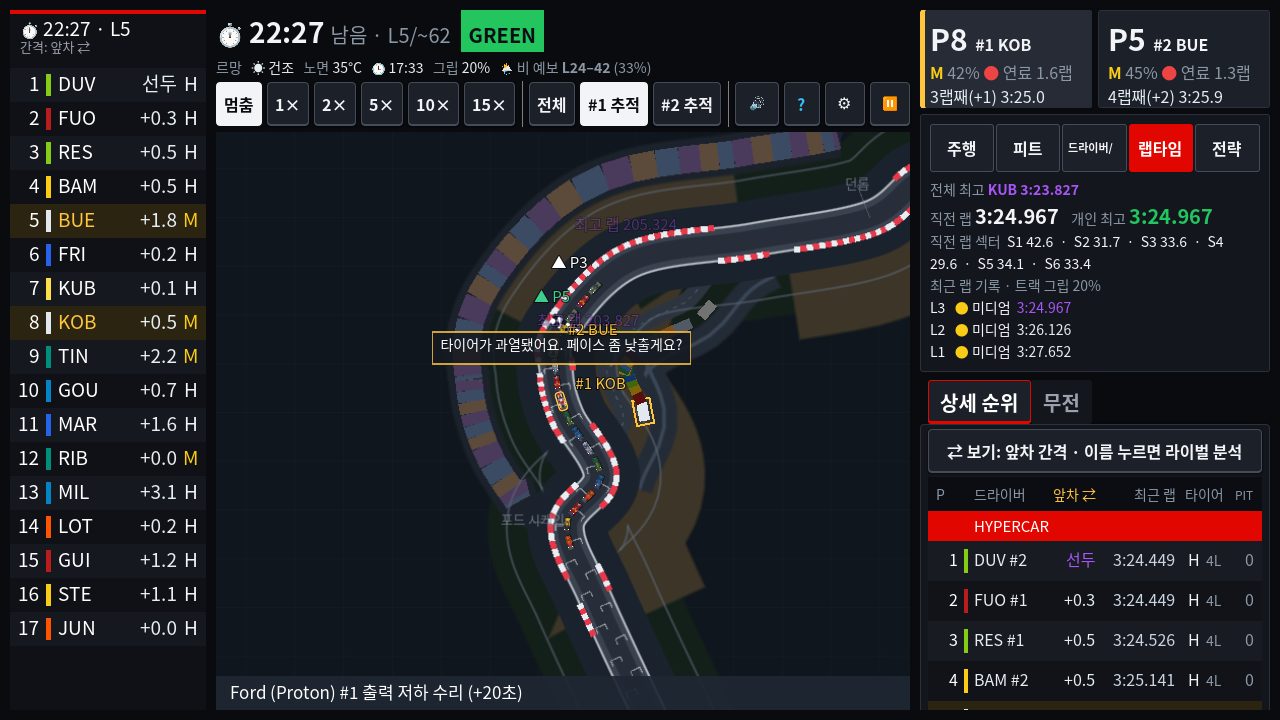 22:27 · L5
간격: 앞차 ⇄
1 DUV 선두 H
2 FUO +0.3 H
3 RES +0.5 H
4 BAM +0.5 H
5 BUE +1.8 M
6 FRI +0.2 H
7 KUB +0.1 H
8 KOB +0.5 M
9 TIN +2.2 M
10 GOU +0.7 H
11 MAR +1.6 H
12 RIB +0.0 M
13 MIL +3.1 H
14 LOT +0.2 H
15 GUI +1.2 H
16 STE +1.1 H
17 JUN +0.0 H
22:27 남음 · L5/~62 GREEN
르망 건조 노면 35°C 17:33 그립 20% 비 예보 L24–42 (33%)
멈춤 1× 2× 5× 10× 15× 전체 #1 추적 #2 추적 ?
던롭
최고 랩 205.324
P3
P5
#2 BUE
타이어가 과열됐어요. 페이스 좀 낮출게요?
#1 KOB
Ford (Proton) #1 출력 저하 수리 (+20초)
P8 #1 KOB
M 42% 연료 1.6랩
3랩째(+1) 3:25.0
P5 #2 BUE
M 45% 연료 1.3랩
4랩째(+2) 3:25.9
주행 피트 드라이버/ 랩타임 전략
전체 최고 KUB 3:23.827
직전 랩 3:24.967 개인 최고 3:24.967
직전 랩 섹터 S1 42.6 · S2 31.7 · S3 33.6 · S4
29.6 · S5 34.1 · S6 33.4
최근 랩 기록 · 트랙 그립 20%
L3 미디엄 3:24.967
L2 미디엄 3:26.126
L1 미디엄 3:27.652
상세 순위 무전
⇄ 보기: 앞차 간격 · 이름 누르면 라이벌 분석
P 드라이버 앞차 ⇄ 최근 랩 타이어 PIT
HYPERCAR
1 DUV #2 선두 3:24.449 H 4L 0
2 FUO #1 +0.3 3:24.449 H 4L 0
3 RES #1 +0.5 3:24.526 H 4L 0
4 BAM #2 +0.5 3:25.141 H 4L 0